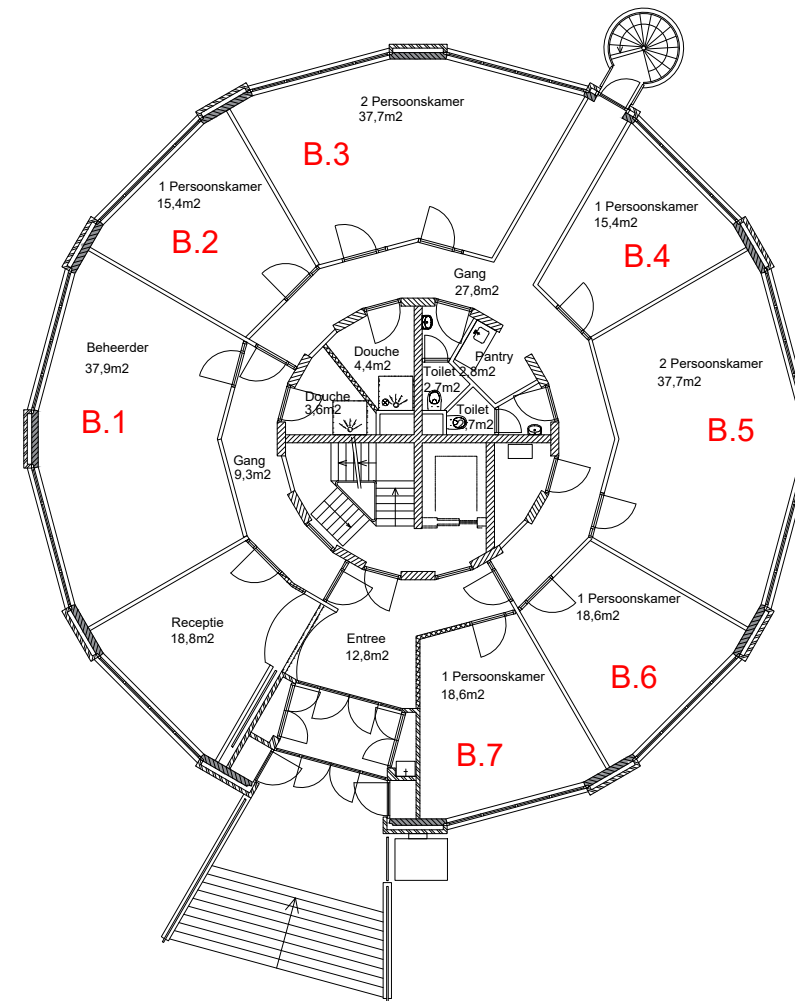 2 Persoonskamer
37,7m2
B.3
1 Persoonskamer
15,4m2
B.2
1 Persoonskamer
15,4m2
B.4
Gang
27,8m2
Beheerder
37,9m2
B.1
Douche
4,4m2
Pantry
2,8m2
Toilet
2,7m2
Douche
3,6m2
Toilet
,7m2
2 Persoonskamer
37,7m2
B.5
Gang
9,3m2
Receptie
18,8m2
Entree
12,8m2
1 Persoonskamer
18,6m2
B.6
1 Persoonskamer
18,6m2
B.7